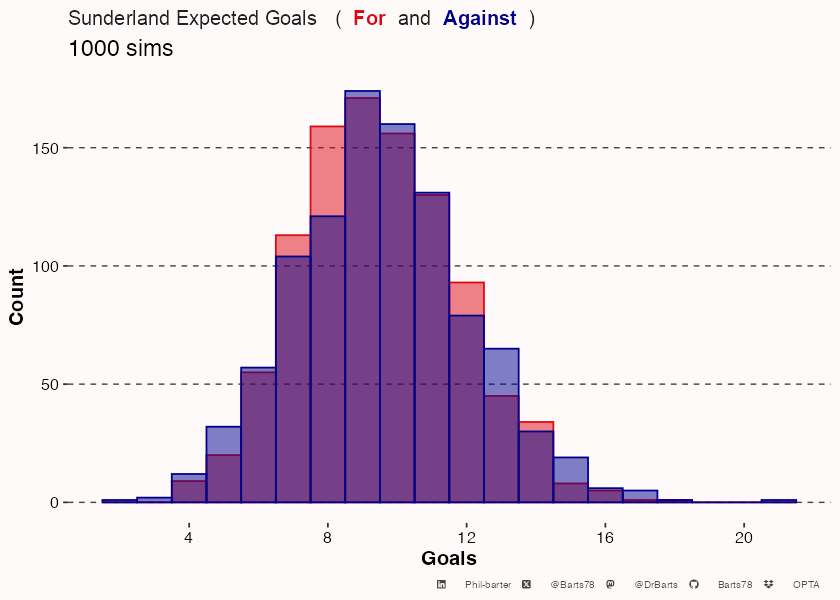 Sunderland Expected Goals ( For and Against )
1000 sims
150
100
50
0
Count
4 8 12 16 20
Goals
Phil-barter @Barts78 @DrBarts Barts78 OPTA